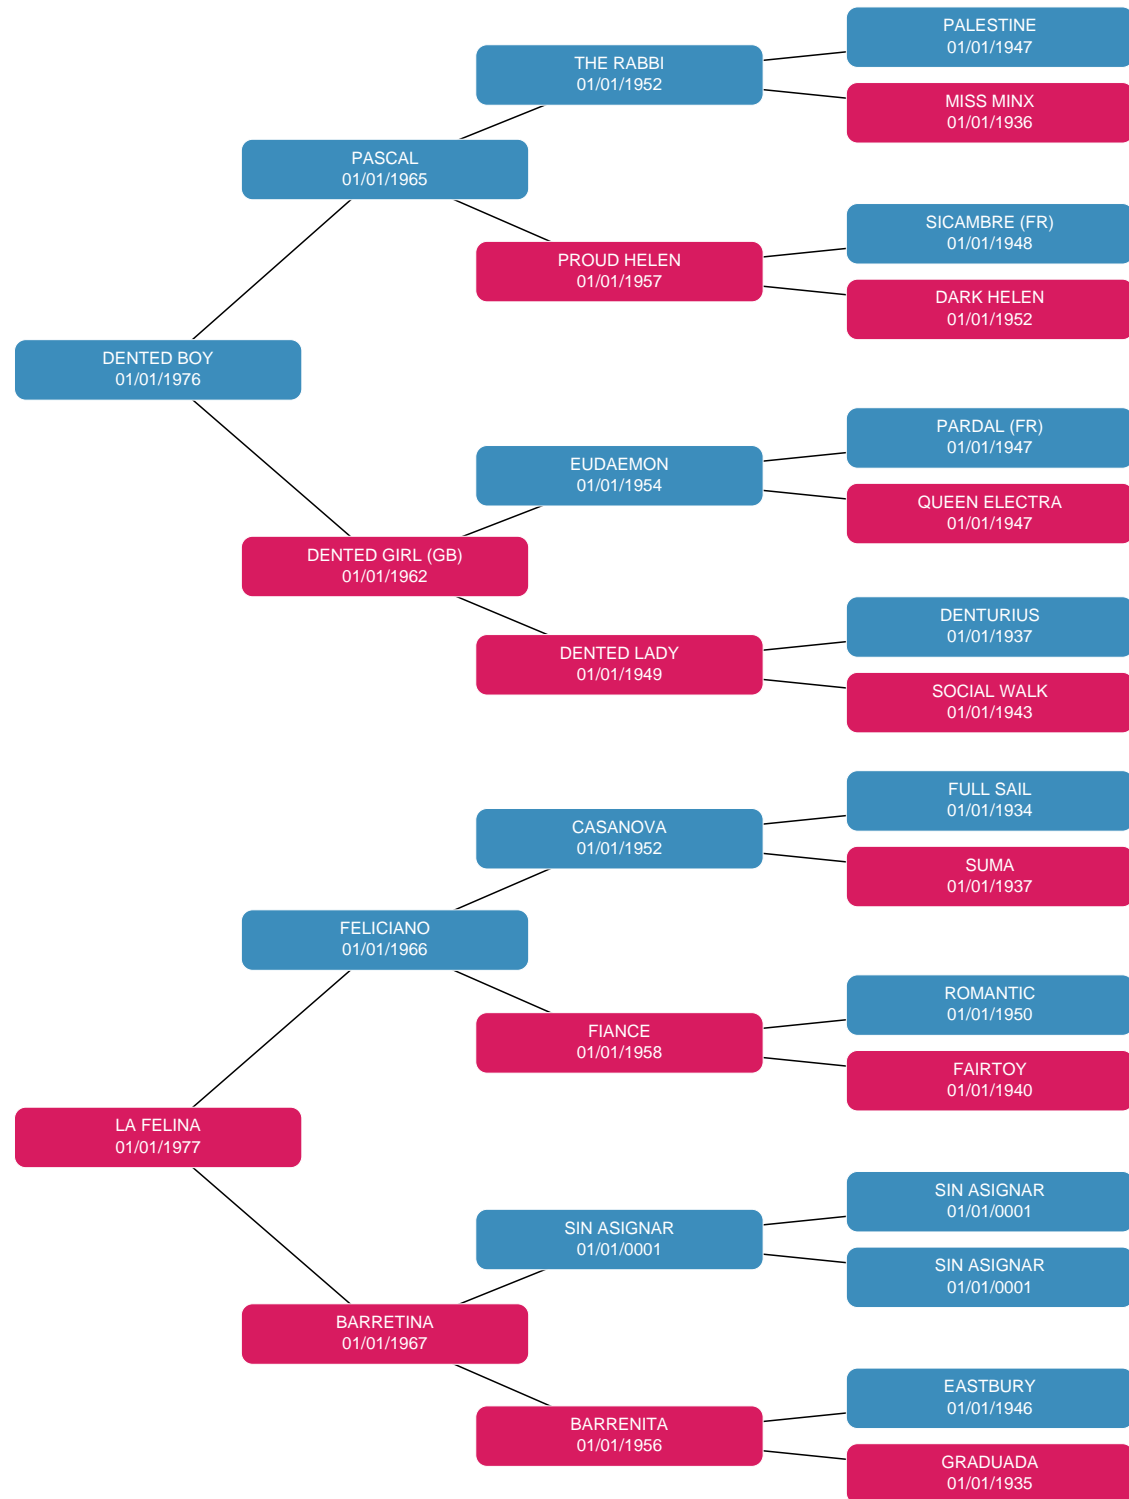 PALESTINE
01/01/1947
THE RABBI
01/01/1952
MISS MINX
01/01/1936
PASCAL
01/01/1965
SICAMBRE (FR)
01/01/1948
PROUD HELEN
01/01/1957
DARK HELEN
01/01/1952
DENTED BOY
01/01/1976
PARDAL (FR)
01/01/1947
EUDAEMON
01/01/1954
QUEEN ELECTRA
01/01/1947
DENTED GIRL (GB)
01/01/1962
DENTURIUS
01/01/1937
DENTED LADY
01/01/1949
SOCIAL WALK
01/01/1943
FULL SAIL
01/01/1934
CASANOVA
01/01/1952
SUMA
01/01/1937
FELICIANO
01/01/1966
ROMANTIC
01/01/1950
FIANCE
01/01/1958
FAIRTOY
01/01/1940
LA FELINA
01/01/1977
SIN ASIGNAR
01/01/0001
SIN ASIGNAR
01/01/0001
SIN ASIGNAR
01/01/0001
BARRETINA
01/01/1967
EASTBURY
01/01/1946
BARRENITA
01/01/1956
GRADUADA
01/01/1935